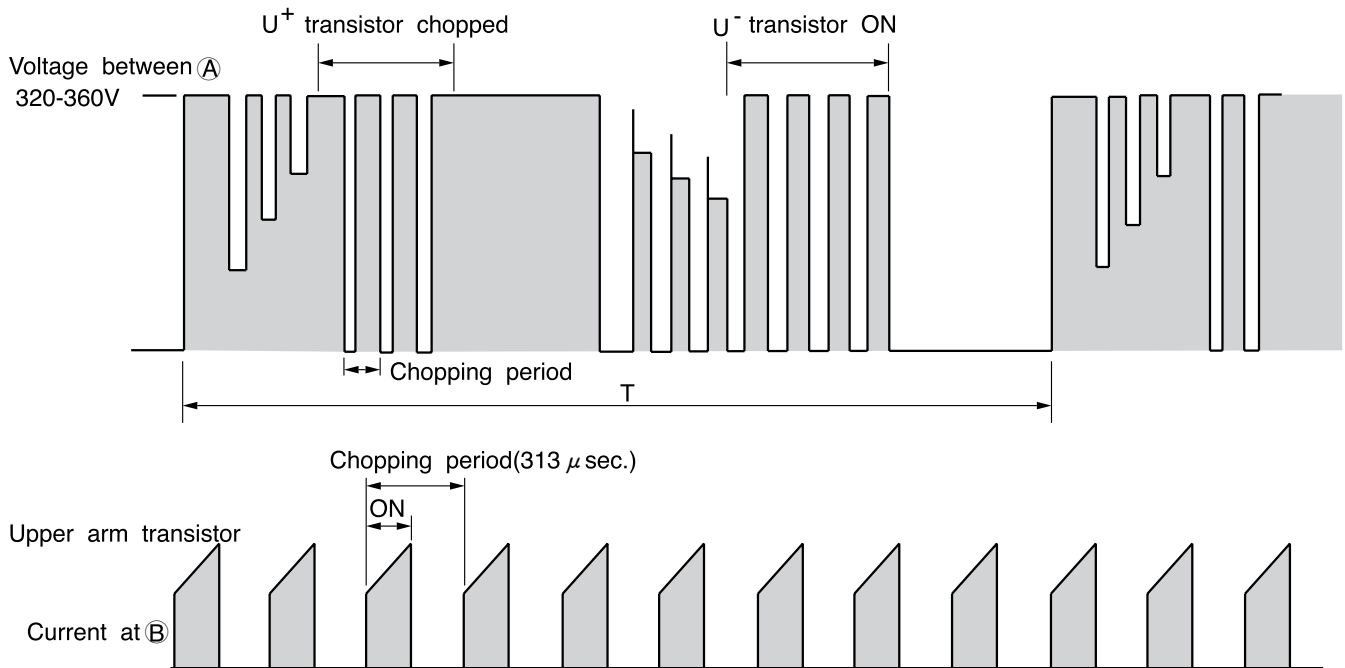 U+ transistor chopped
U- transistor ON
Voltage between Ⓐ
320-360V
Chopping period
T
Chopping period(313 μ sec.)
ON
Upper arm transistor
Current at Ⓑ